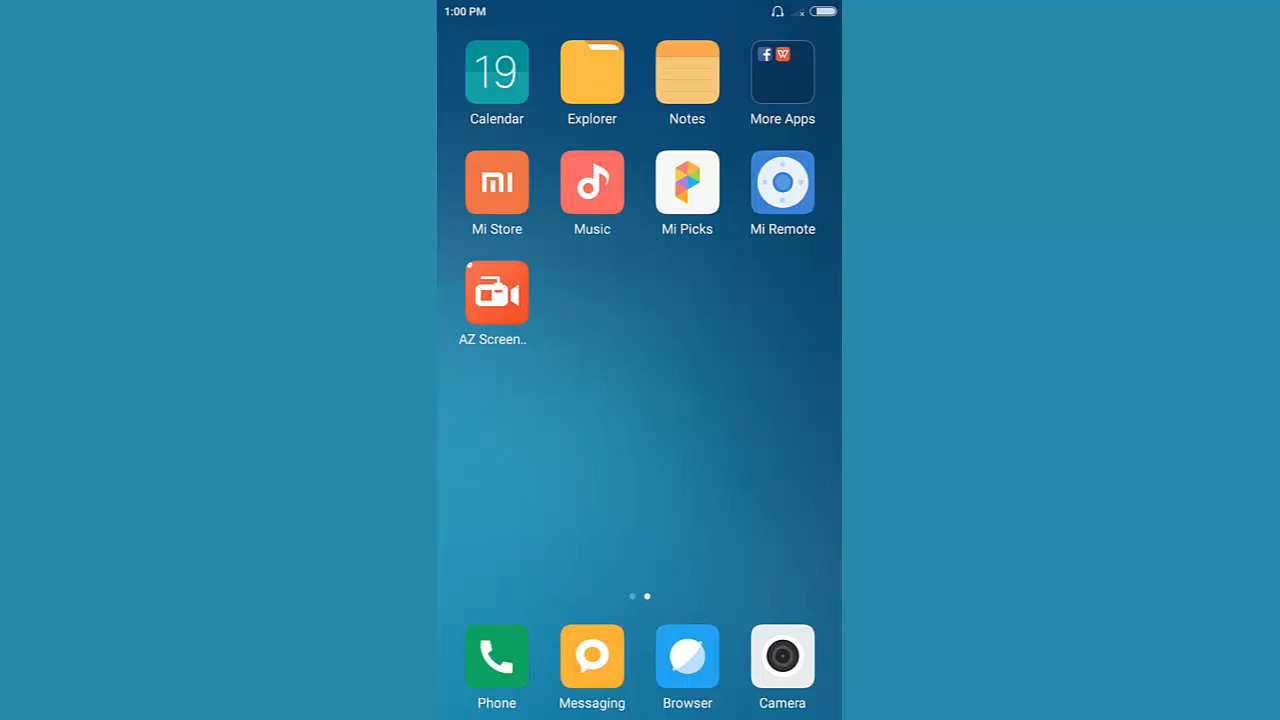 1:00 PM
19
Calendar
Explorer
Notes
More Apps
Mi Store
Music
Mi Picks
Mi Remote
AZ Screen..
Phone
Messaging
Browser
Camera